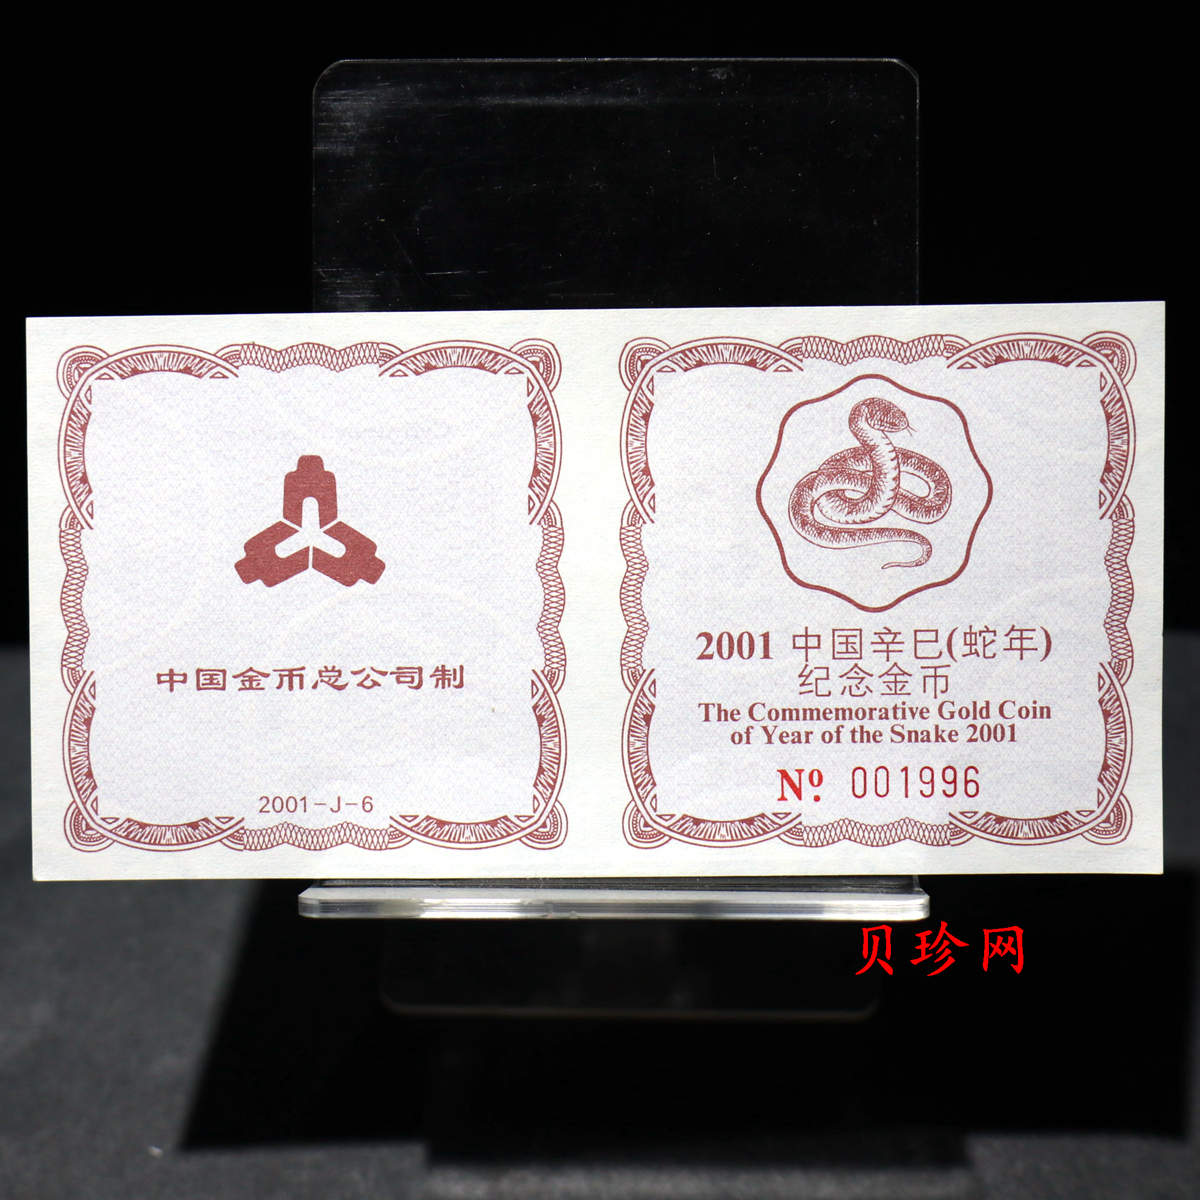 中国金币总公司制
2001-J-6
2001 中国辛巳(蛇年)
纪念金币
The Commemorative Gold Coin
of Year of the Snake 2001
Nº. 001996
贝珍网